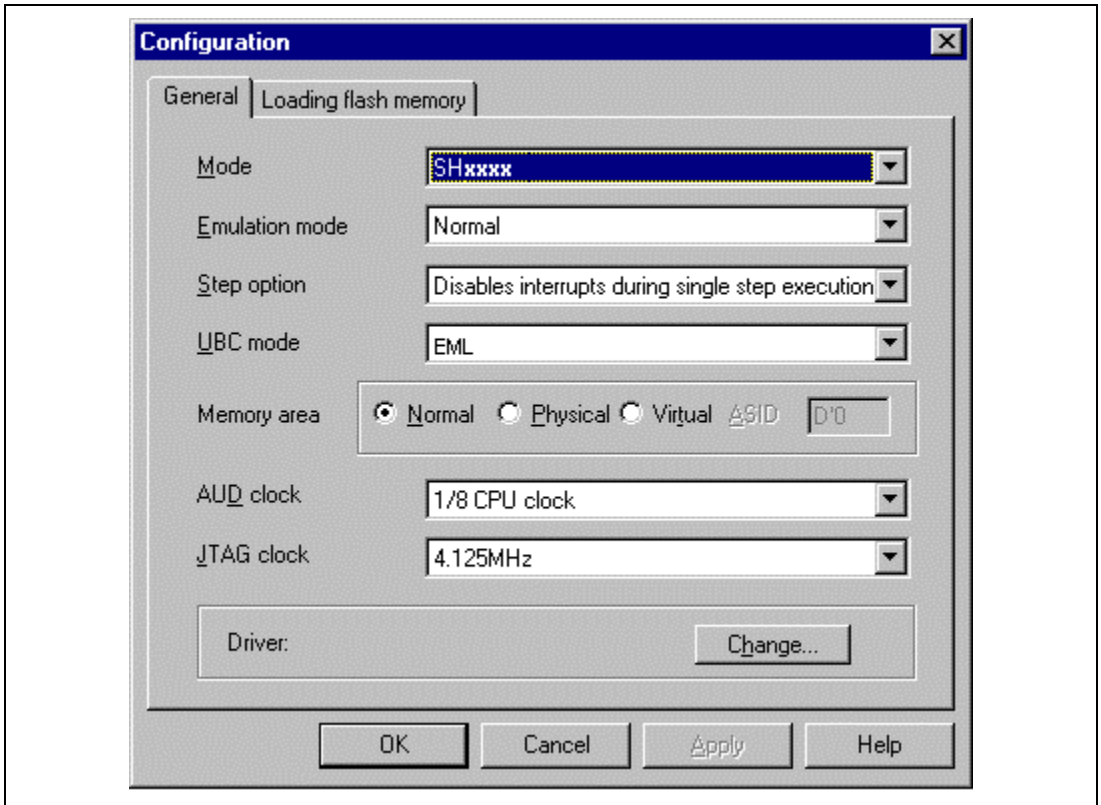 Configuration
General Loading flash memory
Mode SHxxxx
Emulation mode Normal
Step option Disables interrupts during single step execution
UBC mode EML
Memory area Normal Physical Virtual ASID D'0
AUD clock 1/8 CPU clock
JTAG clock 4.125MHz
Driver: Change...
OK Cancel Apply Help